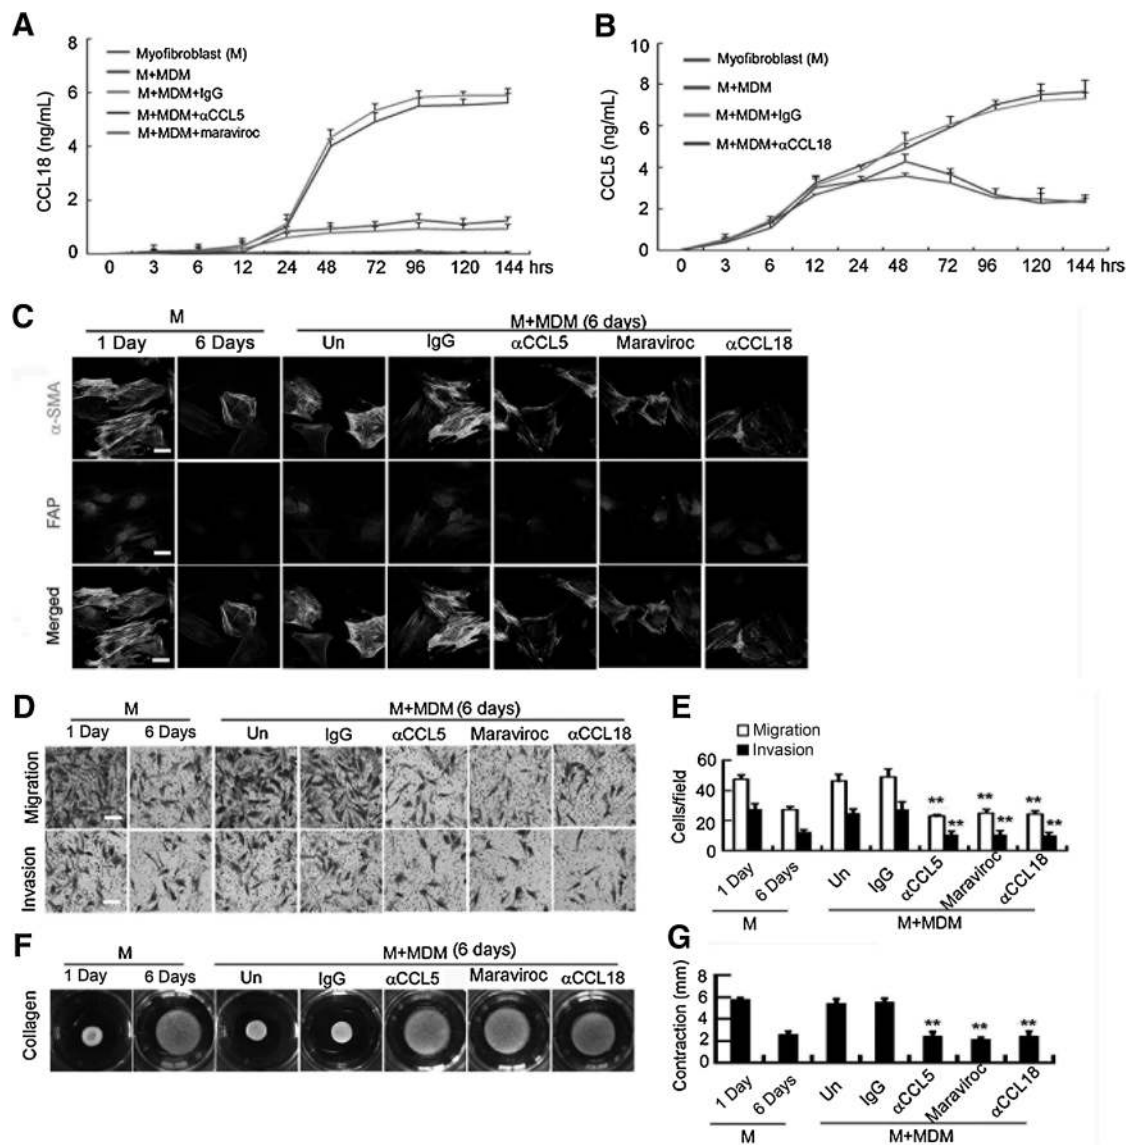 A
8
6
4
2
0
CCL18 (ng/mL)
Myofibroblast (M)
M+MDM
M+MDM+IgG
M+MDM+αCCL5
M+MDM+maraviroc
0 3 6 12 24 48 72 96 120 144 hrs
B
10
8
6
4
2
0
CCL5 (ng/mL)
Myofibroblast (M)
M+MDM
M+MDM+IgG
M+MDM+αCCL18
0 3 6 12 24 48 72 96 120 144 hrs
C
M
M+MDM (6 days)
1 Day 6 Days Un IgG αCCL5 Maraviroc αCCL18
α-SMA
FAP
Merged
D
M
M+MDM (6 days)
1 Day 6 Days Un IgG αCCL5 Maraviroc αCCL18
Migration
Invasion
E
Migration
Invasion
60
40
20
0
Cells/field
** ** ** ** ** **
1 Day 6 Days Un IgG αCCL5 Maraviroc αCCL18
M M+MDM
F
M
M+MDM (6 days)
1 Day 6 Days Un IgG αCCL5 Maraviroc αCCL18
Collagen
G
8
6
4
2
0
Contraction (mm)
** ** **
1 Day 6 Days Un IgG αCCL5 Maraviroc αCCL18
M M+MDM